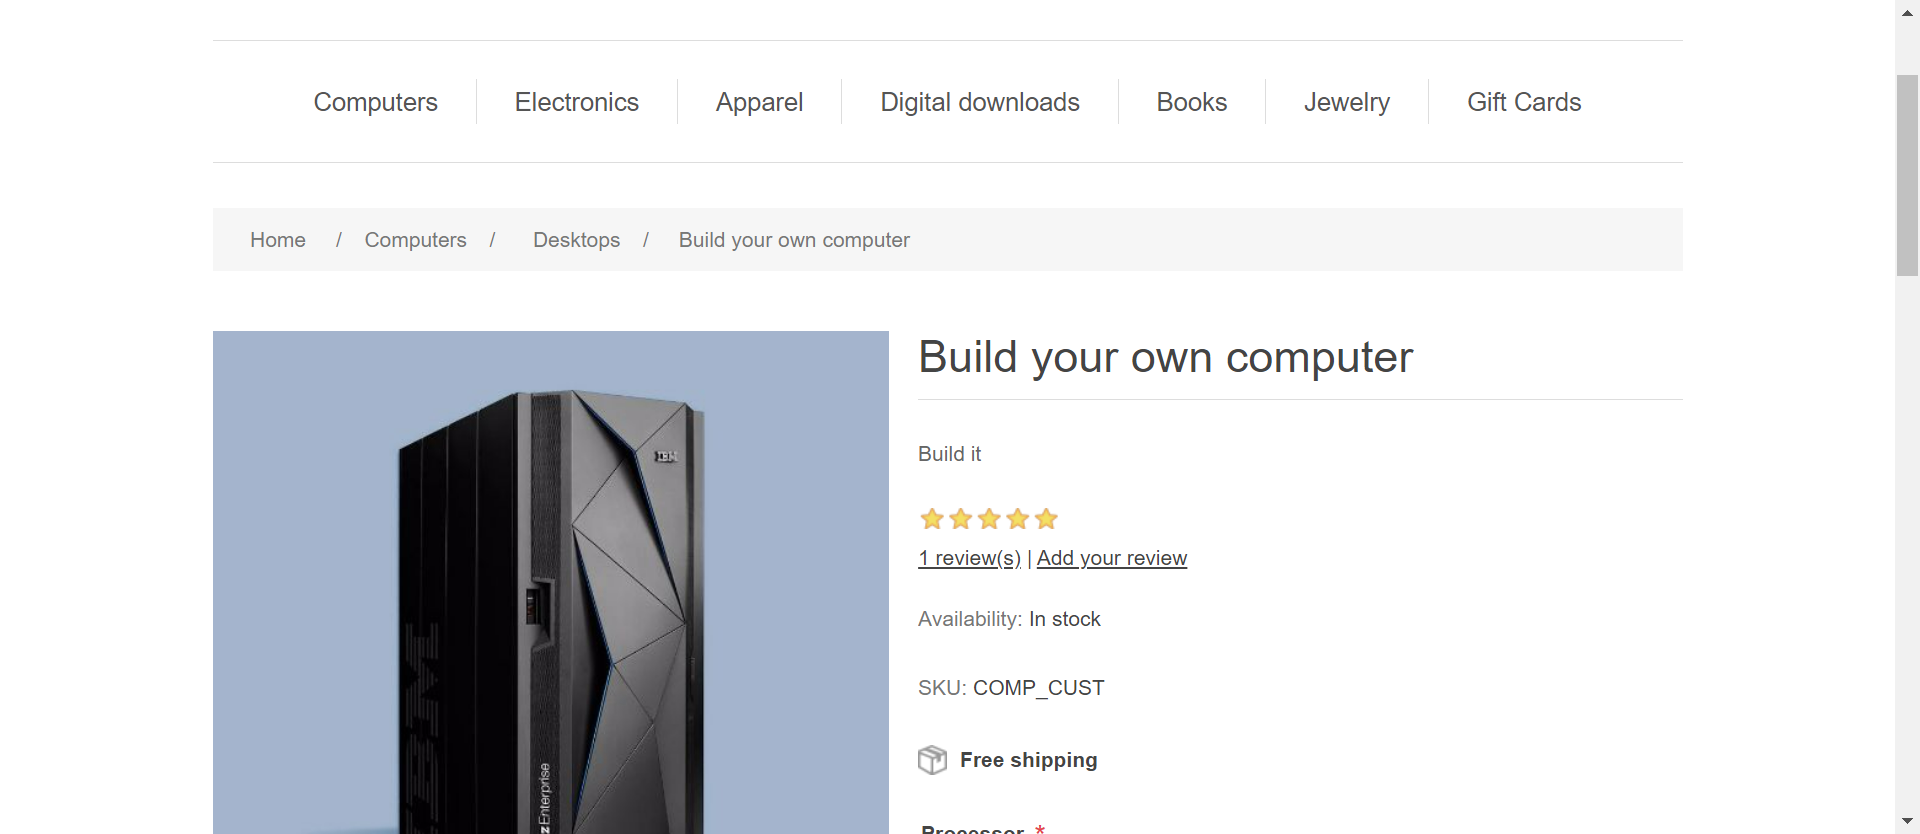 Computers
Electronics
Apparel
Digital downloads
Books
Jewelry
Gift Cards
Home / Computers / Desktops / Build your own computer
Build your own computer
Build it
1 review(s) | Add your review
Availability: In stock
SKU: COMP_CUST
Free shipping
Processor *
IBM
IBM
z Enterprise